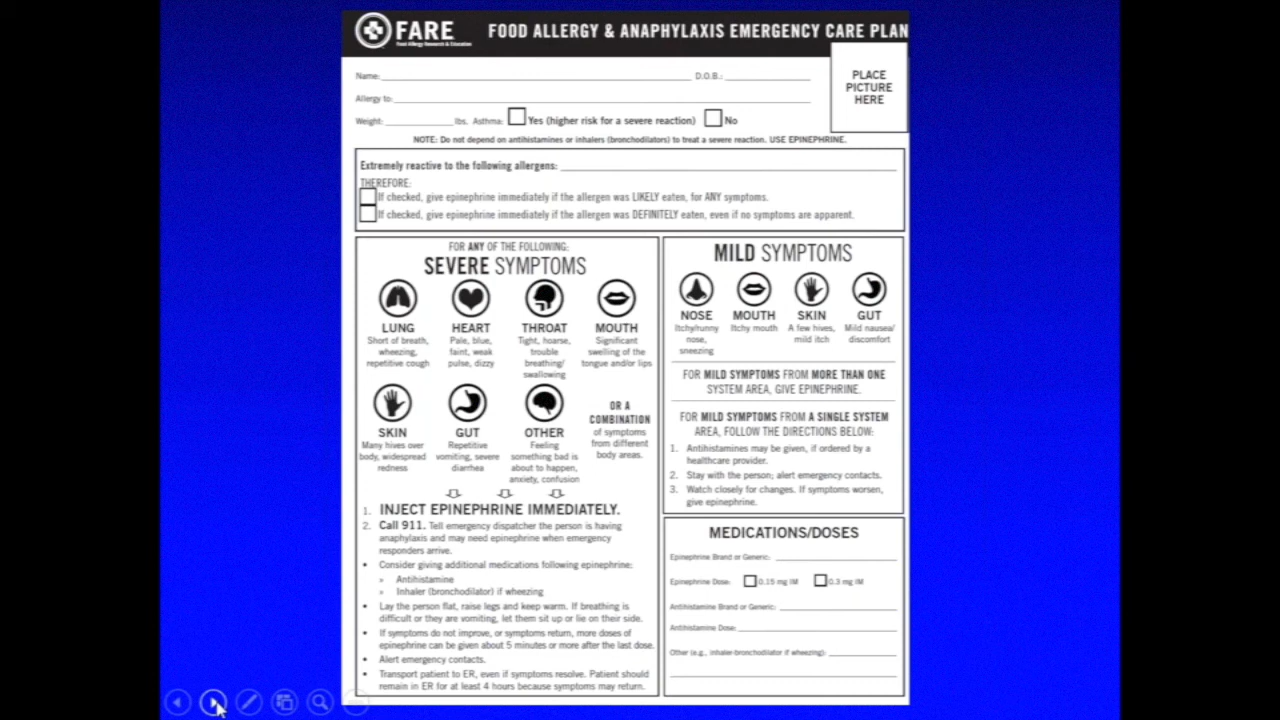 FARE
Food Allergy Research & Education
FOOD ALLERGY & ANAPHYLAXIS EMERGENCY CARE PLAN
Name:
D.O.B.:
PLACE
PICTURE
HERE
Allergy to:
Weight: lbs. Asthma: Yes (higher risk for a severe reaction) No
NOTE: Do not depend on antihistamines or inhalers (bronchodilators) to treat a severe reaction. USE EPINEPHRINE.
Extremely reactive to the following allergens:
THEREFORE:
If checked, give epinephrine immediately if the allergen was LIKELY eaten, for ANY symptoms.
If checked, give epinephrine immediately if the allergen was DEFINITELY eaten, even if no symptoms are apparent.
FOR ANY OF THE FOLLOWING:
SEVERE SYMPTOMS
LUNG
Short of breath,
wheezing,
repetitive cough
HEART
Pale, blue,
faint, weak
pulse, dizzy
THROAT
Tight, hoarse,
trouble
breathing/
swallowing
MOUTH
Significant
swelling of the
tongue and/or lips
SKIN
Many hives over
body, widespread
redness
GUT
Repetitive
vomiting, severe
diarrhea
OTHER
Feeling
something bad is
about to happen,
anxiety, confusion
OR A
COMBINATION
of symptoms
from different
body areas.
1. INJECT EPINEPHRINE IMMEDIATELY.
2. Call 911. Tell emergency dispatcher the person is having
anaphylaxis and may need epinephrine when emergency
responders arrive.
• Consider giving additional medications following epinephrine:
» Antihistamine
» Inhaler (bronchodilator) if wheezing
• Lay the person flat, raise legs and keep warm. If breathing is
difficult or they are vomiting, let them sit up or lie on their side.
• If symptoms do not improve, or symptoms return, more doses of
epinephrine can be given about 5 minutes or more after the last dose.
• Alert emergency contacts.
• Transport patient to ER, even if symptoms resolve. Patient should
remain in ER for at least 4 hours because symptoms may return.
MILD SYMPTOMS
NOSE
Itchy/runny
nose,
sneezing
MOUTH
Itchy mouth
SKIN
A few hives,
mild itch
GUT
Mild nausea/
discomfort
FOR MILD SYMPTOMS FROM MORE THAN ONE
SYSTEM AREA, GIVE EPINEPHRINE.
FOR MILD SYMPTOMS FROM A SINGLE SYSTEM
AREA, FOLLOW THE DIRECTIONS BELOW:
1. Antihistamines may be given, if ordered by a
healthcare provider.
2. Stay with the person; alert emergency contacts.
3. Watch closely for changes. If symptoms worsen,
give epinephrine.
MEDICATIONS/DOSES
Epinephrine Brand or Generic:
Epinephrine Dose: 0.15 mg IM 0.3 mg IM
Antihistamine Brand or Generic:
Antihistamine Dose:
Other (e.g., inhaler-bronchodilator if wheezing):